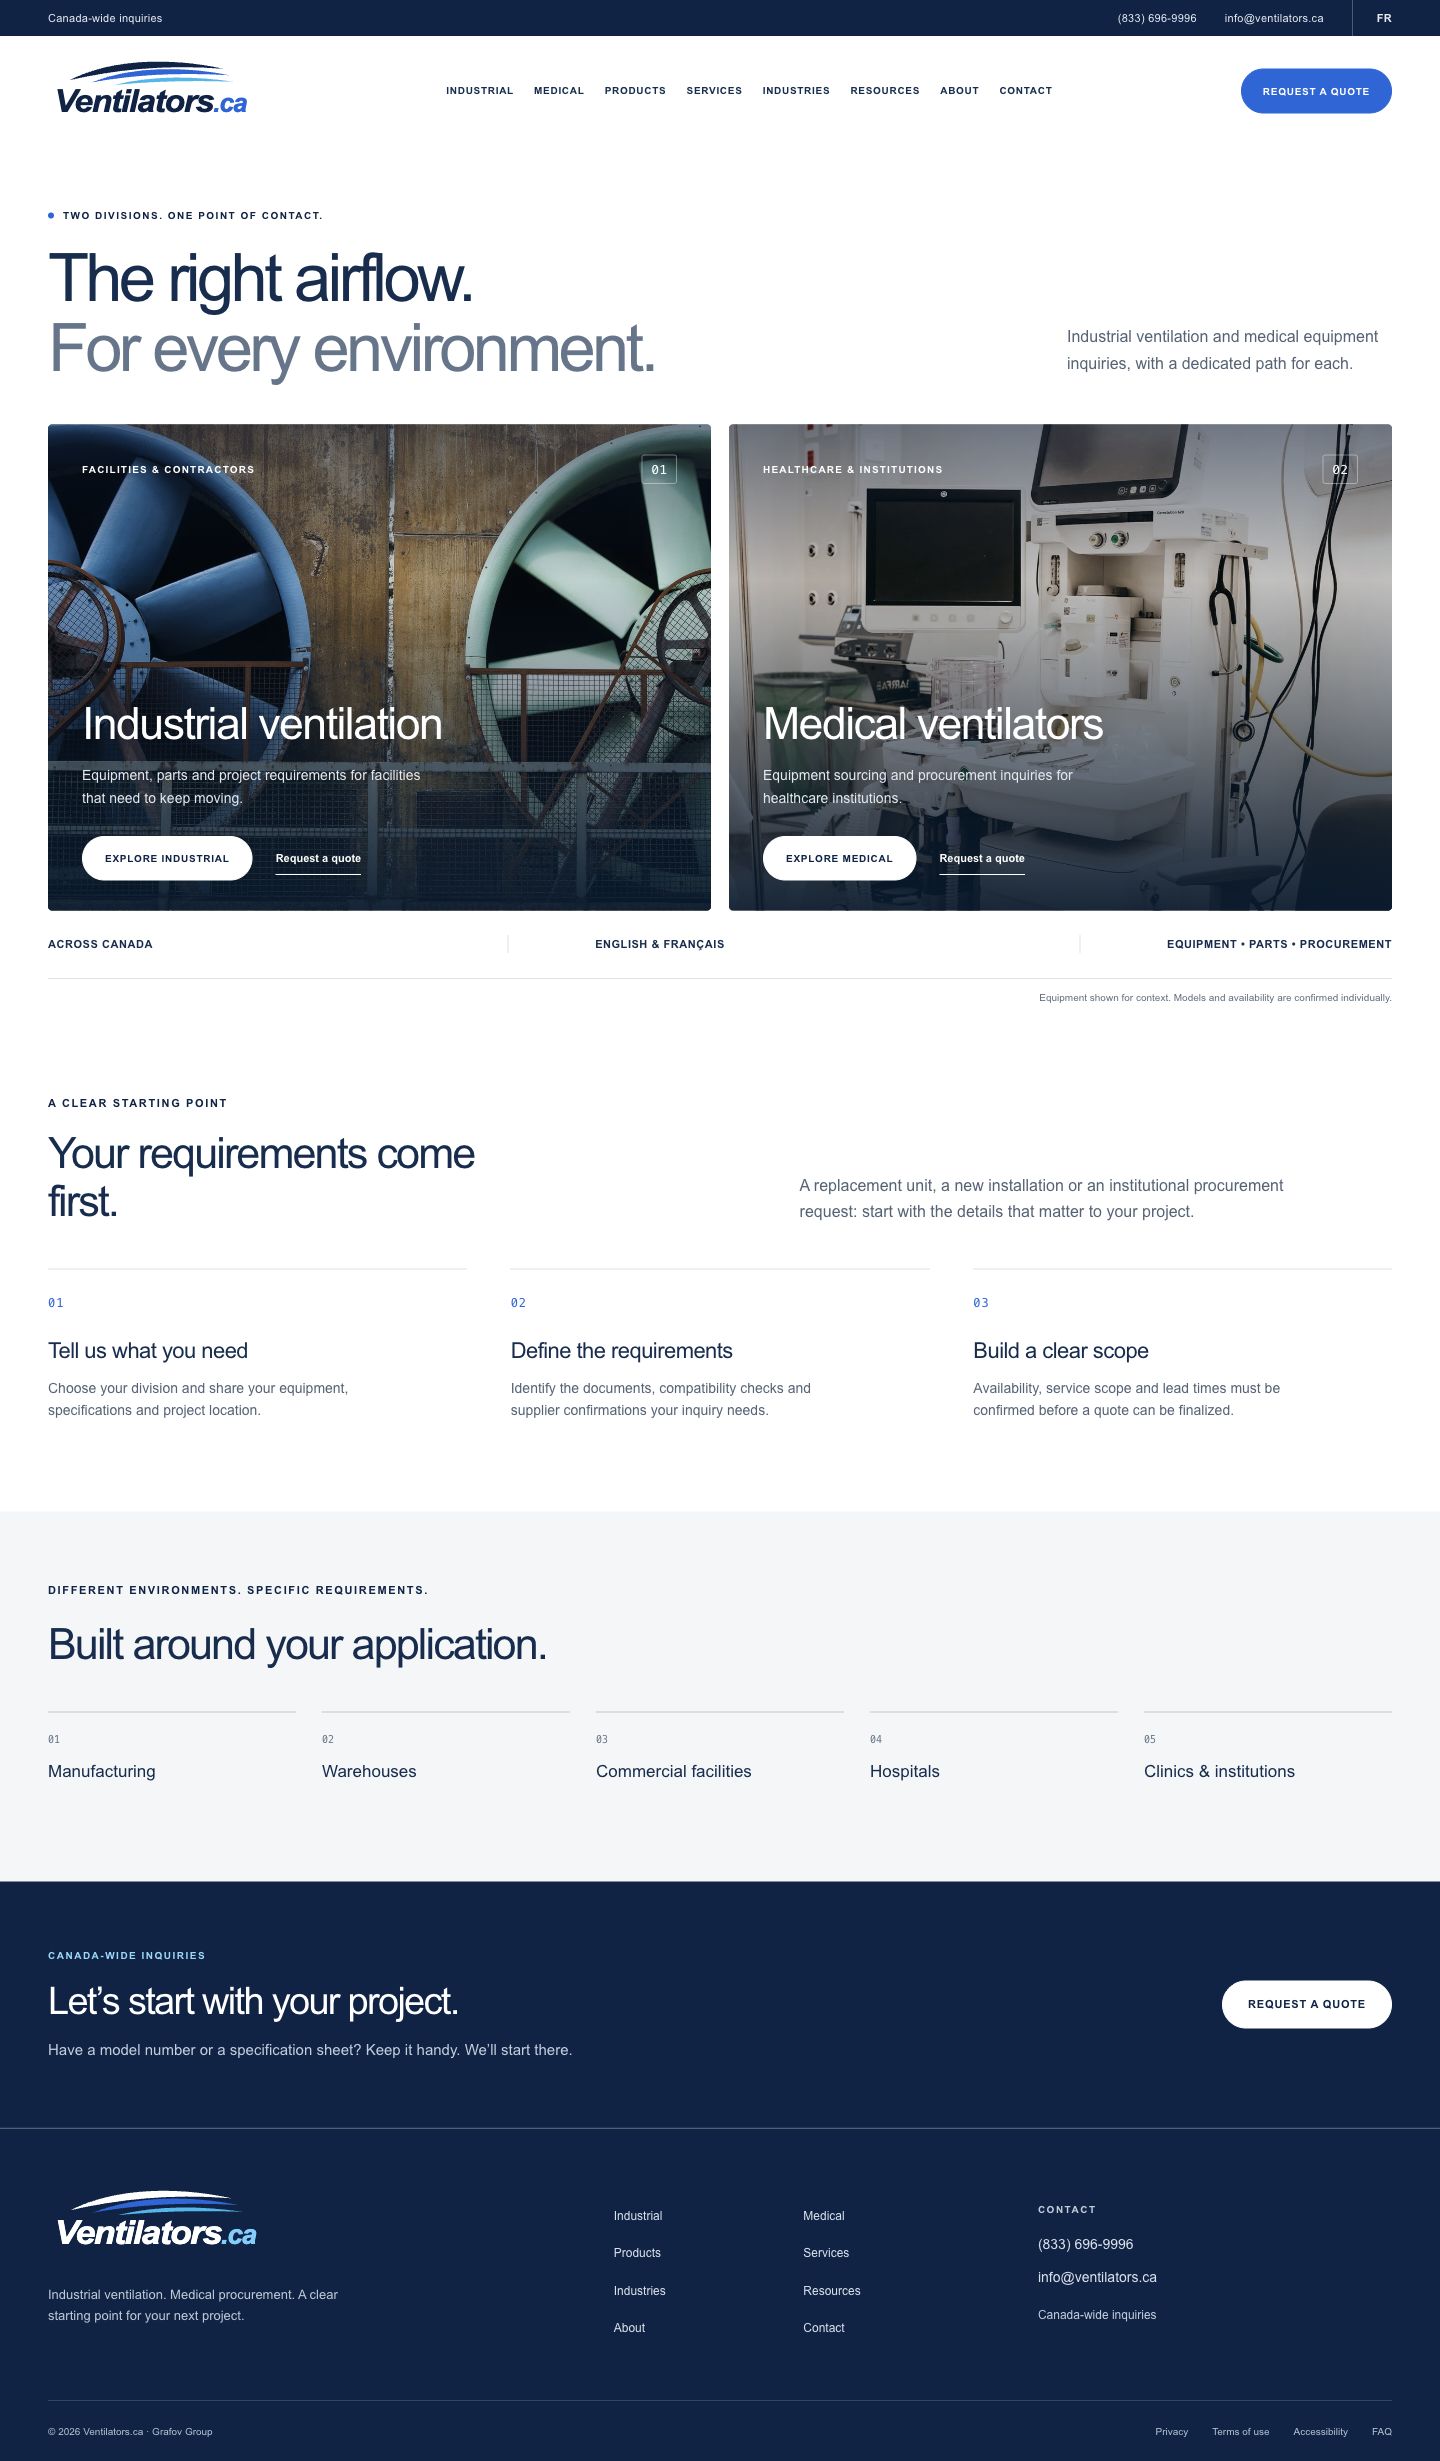 Canada-wide inquiries
(833) 696-9996
info@ventilators.ca
FR
Ventilators.ca
INDUSTRIAL
MEDICAL
PRODUCTS
SERVICES
INDUSTRIES
RESOURCES
ABOUT
CONTACT
REQUEST A QUOTE
TWO DIVISIONS. ONE POINT OF CONTACT.
The right airflow.
For every environment.
Industrial ventilation and medical equipment
inquiries, with a dedicated path for each.
FACILITIES & CONTRACTORS
01
Industrial ventilation
Equipment, parts and project requirements for facilities
that need to keep moving.
EXPLORE INDUSTRIAL
Request a quote
HEALTHCARE & INSTITUTIONS
02
Medical ventilators
Equipment sourcing and procurement inquiries for
healthcare institutions.
EXPLORE MEDICAL
Request a quote
ACROSS CANADA
ENGLISH & FRANÇAIS
EQUIPMENT • PARTS • PROCUREMENT
Equipment shown for context. Models and availability are confirmed individually.
A CLEAR STARTING POINT
Your requirements come
first.
A replacement unit, a new installation or an institutional procurement
request: start with the details that matter to your project.
01
Tell us what you need
Choose your division and share your equipment,
specifications and project location.
02
Define the requirements
Identify the documents, compatibility checks and
supplier confirmations your inquiry needs.
03
Build a clear scope
Availability, service scope and lead times must be
confirmed before a quote can be finalized.
DIFFERENT ENVIRONMENTS. SPECIFIC REQUIREMENTS.
Built around your application.
01
Manufacturing
02
Warehouses
03
Commercial facilities
04
Hospitals
05
Clinics & institutions
CANADA-WIDE INQUIRIES
Let’s start with your project.
Have a model number or a specification sheet? Keep it handy. We’ll start there.
REQUEST A QUOTE
Ventilators.ca
Industrial ventilation. Medical procurement. A clear
starting point for your next project.
Industrial
Products
Industries
About
Medical
Services
Resources
Contact
CONTACT
(833) 696-9996
info@ventilators.ca
Canada-wide inquiries
© 2026 Ventilators.ca · Grafov Group
Privacy
Terms of use
Accessibility
FAQ